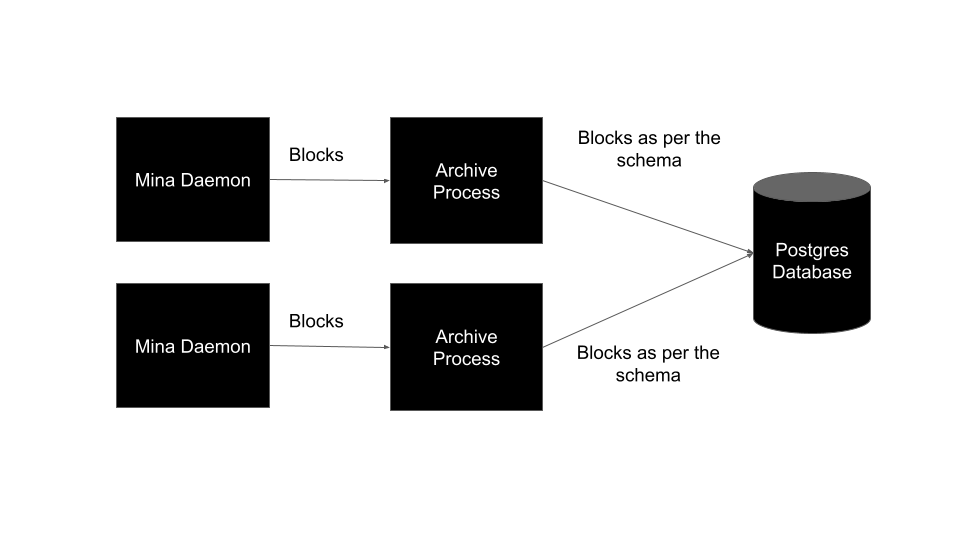 Mina Daemon
Blocks
Archive
Process
Blocks as per the
schema
Postgres
Database
Mina Daemon
Blocks
Archive
Process
Blocks as per the
schema